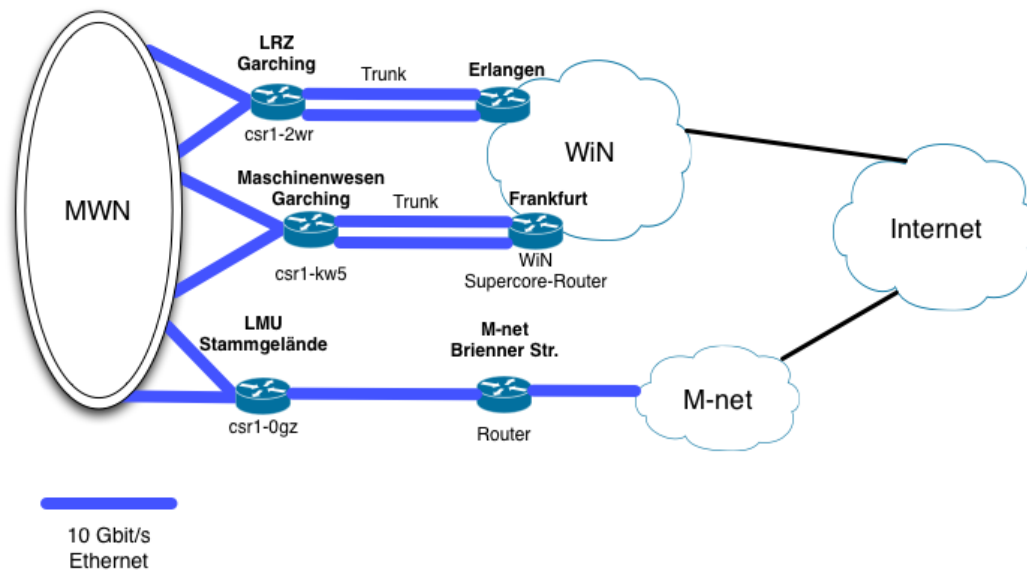 LRZ
Garching
Trunk
Erlangen
csr1-2wr
WiN
MWN
Maschinenwesen
Garching
Trunk
Frankfurt
Internet
csr1-kw5
WiN
Supercore-Router
LMU
Stammgelände
M-net
Brienner Str.
M-net
csr1-0gz
Router
10 Gbit/s
Ethernet